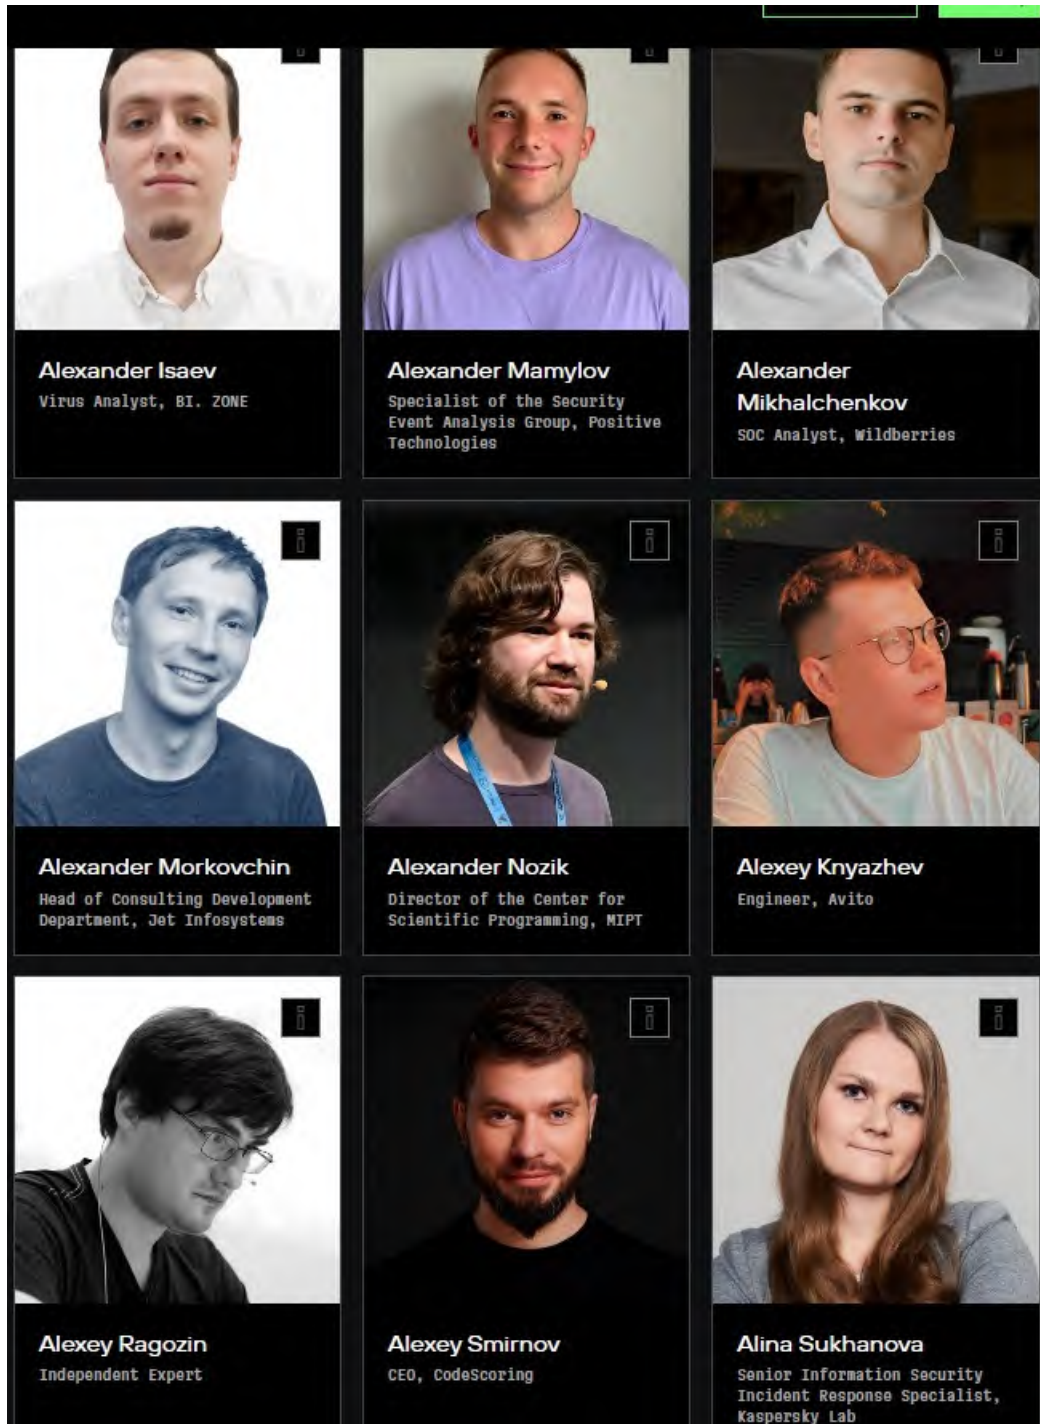 Alexander Isaev
Virus Analyst, BI. ZONE
Alexander Mamylov
Specialist of the Security
Event Analysis Group, Positive
Technologies
Alexander
Mikhalchenkov
SOC Analyst, Wildberries
Alexander Morkovchin
Head of Consulting Development
Department, Jet Infosystems
Alexander Nozik
Director of the Center for
Scientific Programming, MIPT
Alexey Knyazhev
Engineer, Avito
Alexey Ragozin
Independent Expert
Alexey Smirnov
CEO, CodeScoring
Alina Sukhanova
Senior Information Security
Incident Response Specialist,
Kaspersky Lab